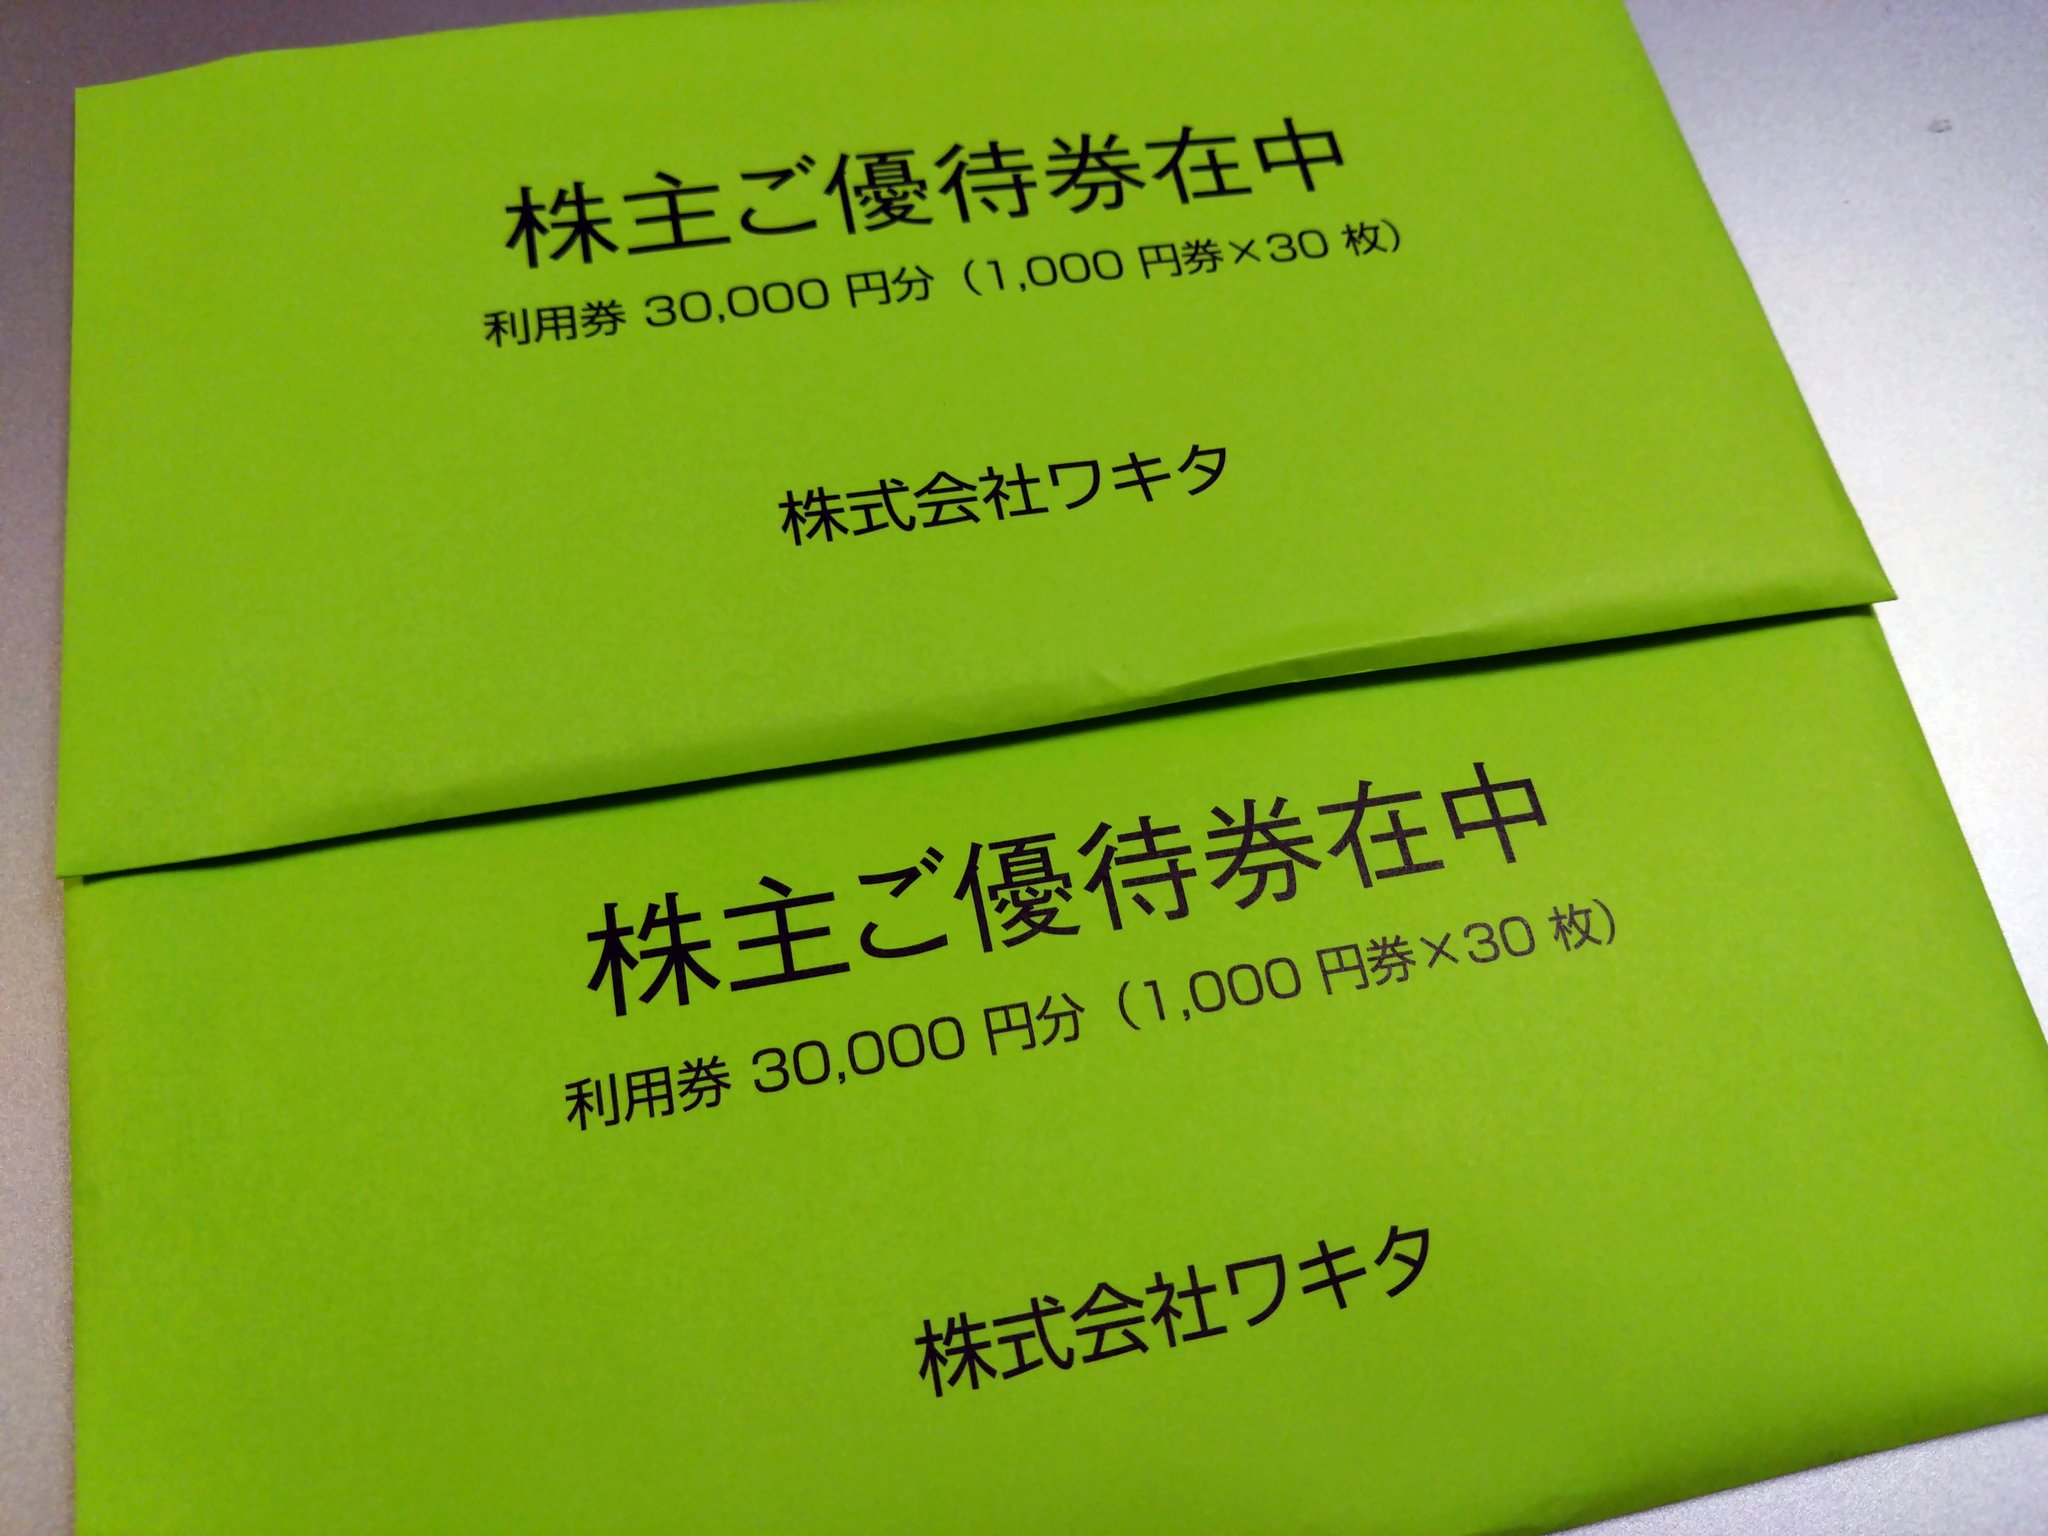 株主ご優待券在中
利用券 30,000 円分（1,000 円券×30 枚）
株式会社ワキタ
株主ご優待券在中
利用券 30,000 円分（1,000 円券×30 枚）
株式会社ワキタ